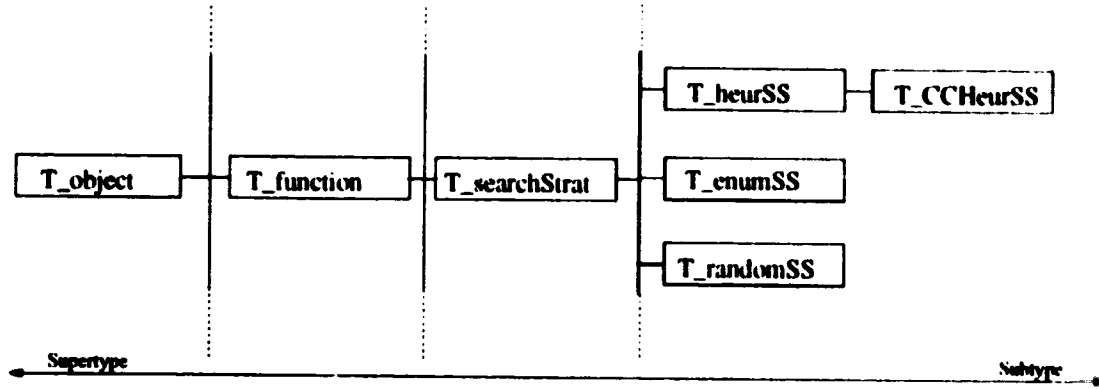 T_heurSS
T_CCHeurSS
T_object
T_function
T_searchStrat
T_enumSS
T_randomSS
Supertype
Subtype